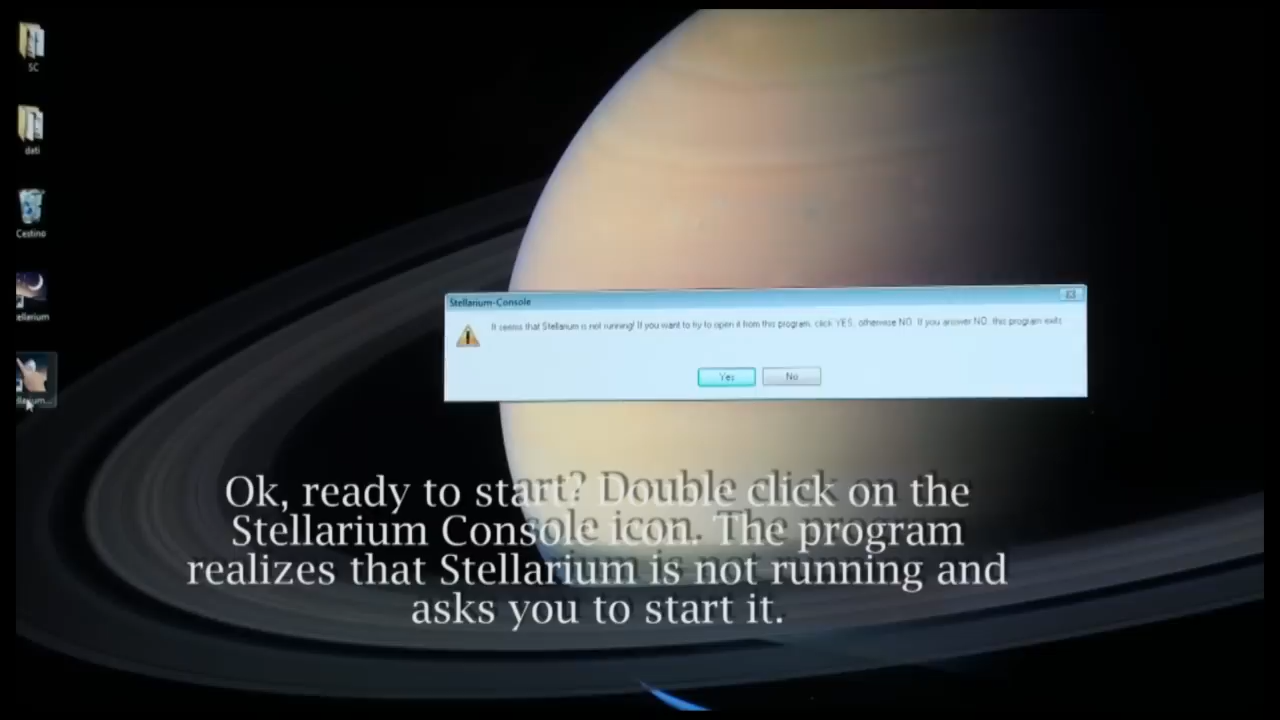 SC
dati
Cestino
ellarium
ellarium...
Stellarium-Console
It seems that Stellarium is not running! If you want to try to open it from this program, click YES, otherwise NO. If you answer NO, this program exits
Yes
No
Ok, ready to start? Double click on the
Stellarium Console icon. The program
realizes that Stellarium is not running and
asks you to start it.